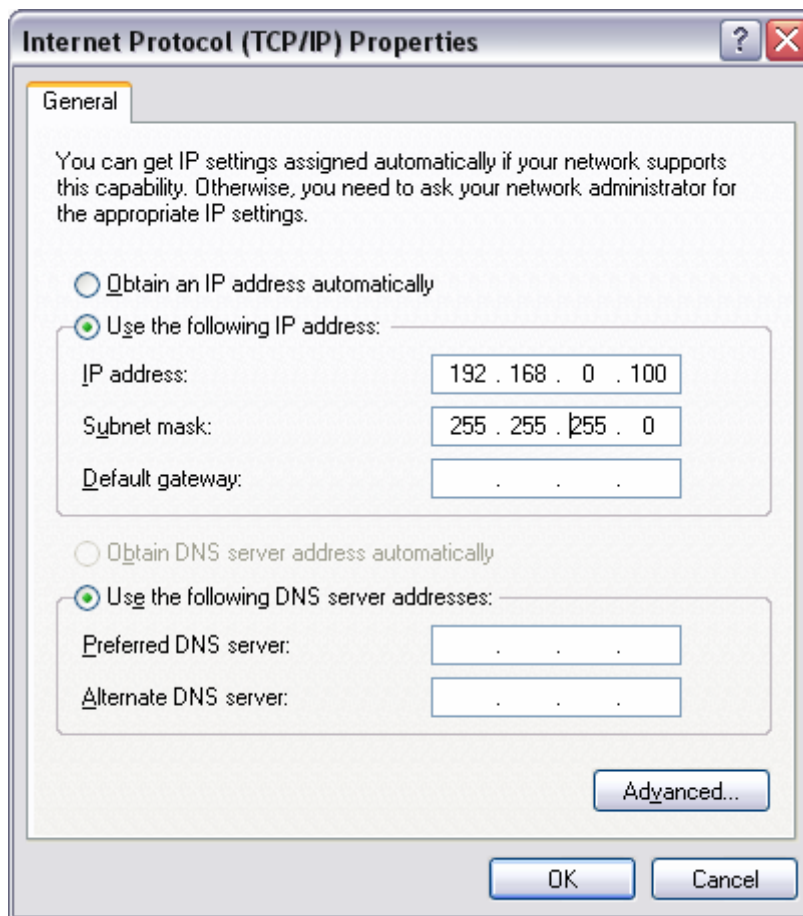 Internet Protocol (TCP/IP) Properties
?
General
You can get IP settings assigned automatically if your network supports
this capability. Otherwise, you need to ask your network administrator for
the appropriate IP settings.
Obtain an IP address automatically
Use the following IP address:
IP address: 192 . 168 . 0 . 100
Subnet mask: 255 . 255 . 255 . 0
Default gateway: . . .
Obtain DNS server address automatically
Use the following DNS server addresses:
Preferred DNS server: . . .
Alternate DNS server: . . .
Advanced...
OK Cancel